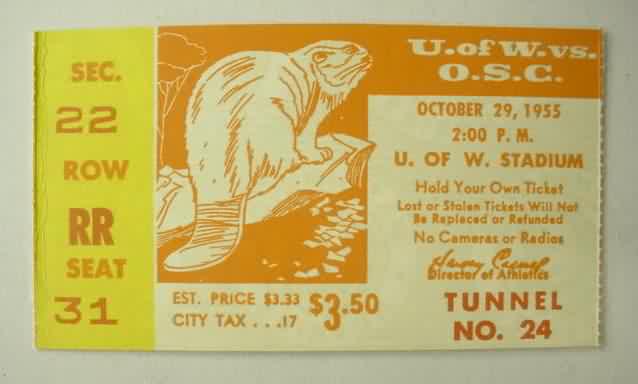 SEC.
22
ROW
RR
SEAT
31
U. of W. vs.
O.S.C.
OCTOBER 29, 1955
2:00 P. M.
U. OF W. STADIUM
Hold Your Own Ticket
Lost or Stolen Tickets Will Not
Be Replaced or Refunded
No Cameras or Radios
Director of Athletics
TUNNEL
NO. 24
EST. PRICE $3.33
CITY TAX . . .17
$3.50